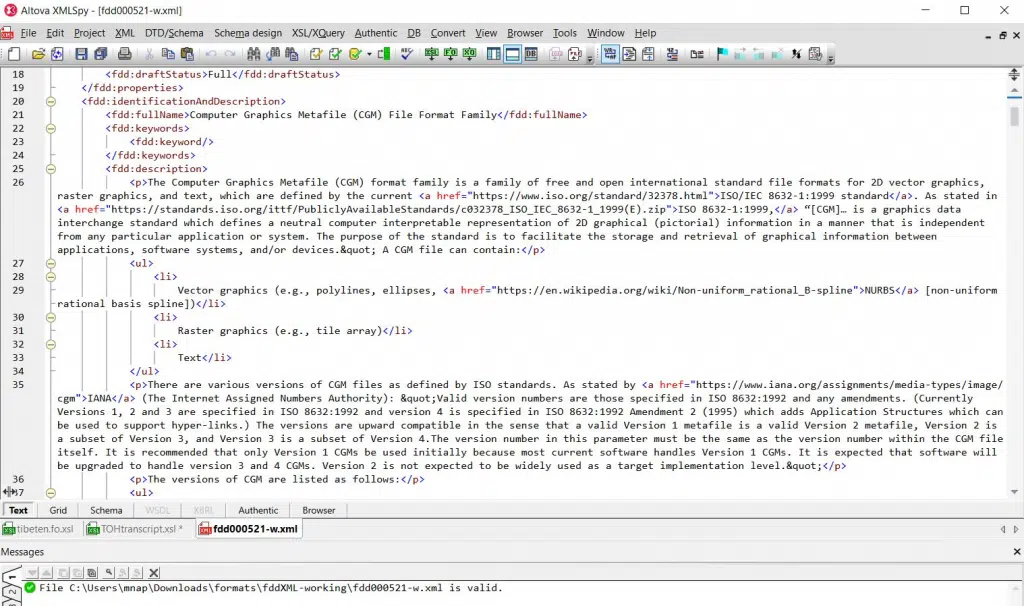 Altova XMLSpy - [fdd000521-w.xml]
File Edit Project XML DTD/Schema Schema design XSL/XQuery Authentic DB Convert View Browser Tools Window Help
18 <fdd:draftStatus>Full</fdd:draftStatus>
19 </fdd:properties>
20 <fdd:identificationAndDescription>
21 <fdd:fullName>Computer Graphics Metafile (CGM) File Format Family</fdd:fullName>
22 <fdd:keywords>
23 <fdd:keyword/>
24 </fdd:keywords>
25 <fdd:description>
26 <p>The Computer Graphics Metafile (CGM) format family is a family of free and open international standard file formats for 2D vector graphics,
raster graphics, and text, which are defined by the current <a href="https://www.iso.org/standard/32378.html">ISO/IEC 8632-1:1999 standard</a>. As stated in
<a href="https://standards.iso.org/ittf/PubliclyAvailableStandards/c032378_ISO_IEC_8632-1_1999(E).zip">ISO 8632-1:1999,</a> “[CGM]… is a graphics data
interchange standard which defines a neutral computer interpretable representation of 2D graphical (pictorial) information in a manner that is independent
from any particular application or system. The purpose of the standard is to facilitate the storage and retrieval of graphical information between
applications, software systems, and/or devices.&quot; A CGM file can contain:</p>
27 <ul>
28 <li>
29 Vector graphics (e.g., polylines, ellipses, <a href="https://en.wikipedia.org/wiki/Non-uniform_rational_B-spline">NURBS</a> [non-uniform
rational basis spline])</li>
30 <li>
31 Raster graphics (e.g., tile array)</li>
32 <li>
33 Text</li>
34 </ul>
35 <p>There are various versions of CGM files as defined by ISO standards. As stated by <a href="https://www.iana.org/assignments/media-types/image/
cgm">IANA</a> (The Internet Assigned Numbers Authority): &quot;Valid version numbers are those specified in ISO 8632:1992 and any amendments. (Currently
Versions 1, 2 and 3 are specified in ISO 8632:1992 and version 4 is specified in ISO 8632:1992 Amendment 2 (1995) which adds Application Structures which can
be used to support hyper-links.) The versions are upward compatible in the sense that a valid Version 1 metafile is a valid Version 2 metafile, Version 2 is
a subset of Version 3, and Version 3 is a subset of Version 4.The version number in this parameter must be the same as the version number within the CGM file
itself. It is recommended that only Version 1 CGMs be used initially because most current software handles Version 1 CGMs. It is expected that software will
be upgraded to handle version 3 and 4 CGMs. Version 2 is not expected to be widely used as a target implementation level.&quot;</p>
36 <p>The versions of CGM are listed as follows:</p>
37 <ul>
Text Grid Schema WSDL XBRL Authentic Browser
tibeten.fo.xsl TOHtranscript.xsl * fdd000521-w.xml
Messages
1
File C:\Users\mnap\Downloads\formats\fddXML-working\fdd000521-w.xml is valid.
2